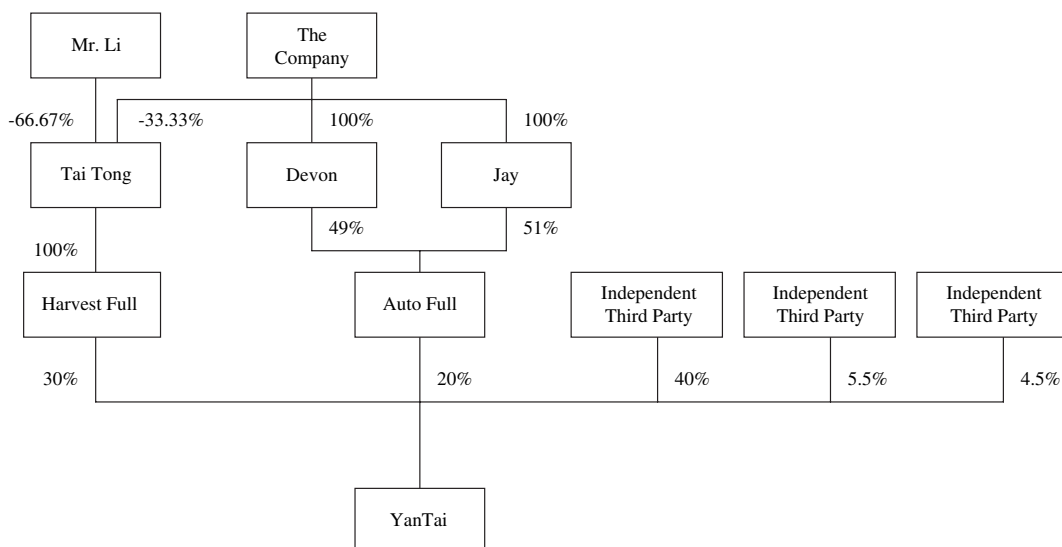 Mr. Li
The
Company
-66.67%
-33.33%
100%
100%
Tai Tong
Devon
Jay
49%
51%
100%
Harvest Full
Auto Full
Independent
Third Party
Independent
Third Party
Independent
Third Party
30%
20%
40%
5.5%
4.5%
YanTai